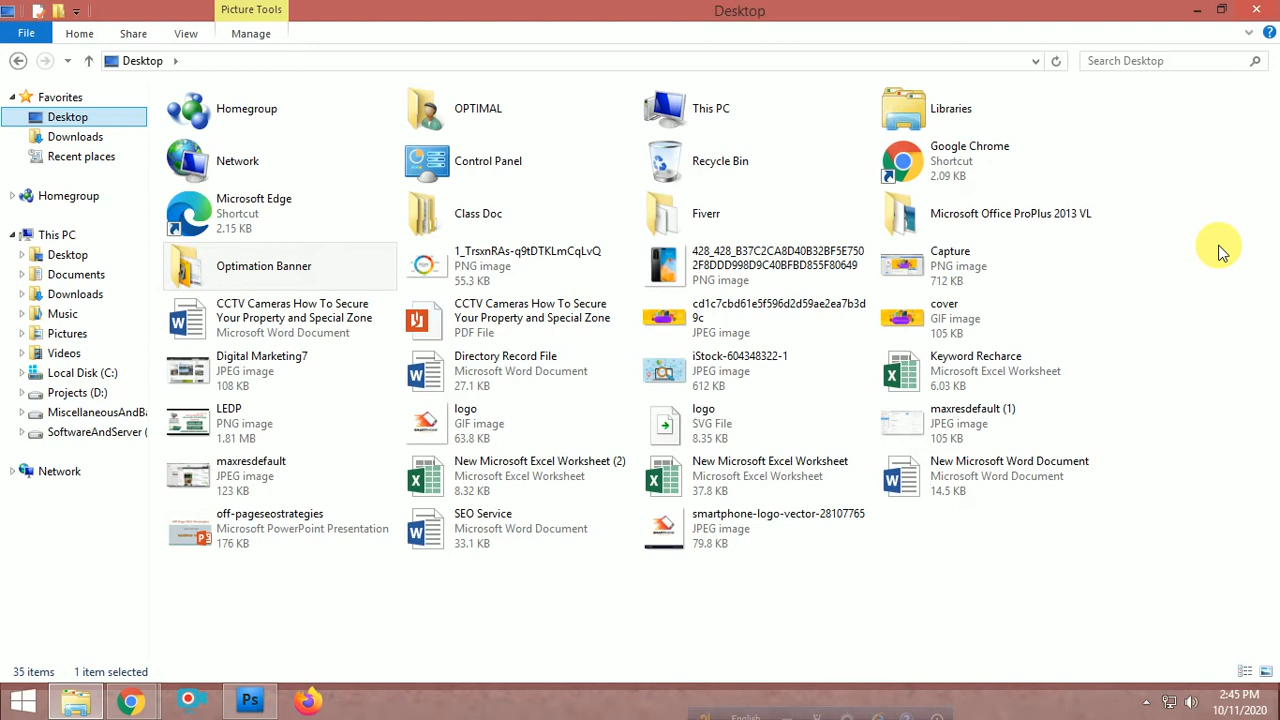 Picture Tools
Desktop
File
Home
Share
View
Manage
Desktop
Search Desktop
Favorites
Desktop
Downloads
Recent places
Homegroup
This PC
Desktop
Documents
Downloads
Music
Pictures
Videos
Local Disk (C:)
Projects (D:)
MiscellaneousAndBa
SoftwareAndServer (
Network
Homegroup
OPTIMAL
This PC
Libraries
Network
Control Panel
Recycle Bin
Google Chrome
Shortcut
2.09 KB
Microsoft Edge
Shortcut
2.15 KB
Class Doc
Fiverr
Microsoft Office ProPlus 2013 VL
Optimation Banner
1_TrsxnRAs-q9tDTKLmCqLvQ
PNG image
55.3 KB
428_428_B37C2CA8D40B32BF5E750
2F8DDD998D9C40BFBD855F80649
PNG image
Capture
PNG image
712 KB
CCTV Cameras How To Secure
Your Property and Special Zone
Microsoft Word Document
CCTV Cameras How To Secure
Your Property and Special Zone
PDF File
cd1c7cbd61e5f596d2d59ae2ea7b3d
9c
JPEG image
cover
GIF image
105 KB
Digital Marketing7
JPEG image
108 KB
Directory Record File
Microsoft Word Document
27.1 KB
iStock-604348322-1
JPEG image
612 KB
Keyword Recharce
Microsoft Excel Worksheet
6.03 KB
LEDP
PNG image
1.81 MB
logo
GIF image
63.8 KB
logo
SVG File
8.35 KB
maxresdefault (1)
JPEG image
105 KB
maxresdefault
JPEG image
123 KB
New Microsoft Excel Worksheet (2)
Microsoft Excel Worksheet
8.32 KB
New Microsoft Excel Worksheet
Microsoft Excel Worksheet
37.8 KB
New Microsoft Word Document
Microsoft Word Document
14.5 KB
off-pageseostrategies
Microsoft PowerPoint Presentation
176 KB
SEO Service
Microsoft Word Document
33.1 KB
smartphone-logo-vector-28107765
JPEG image
79.8 KB
35 items
1 item selected
Ps
English
2:45 PM
10/11/2020